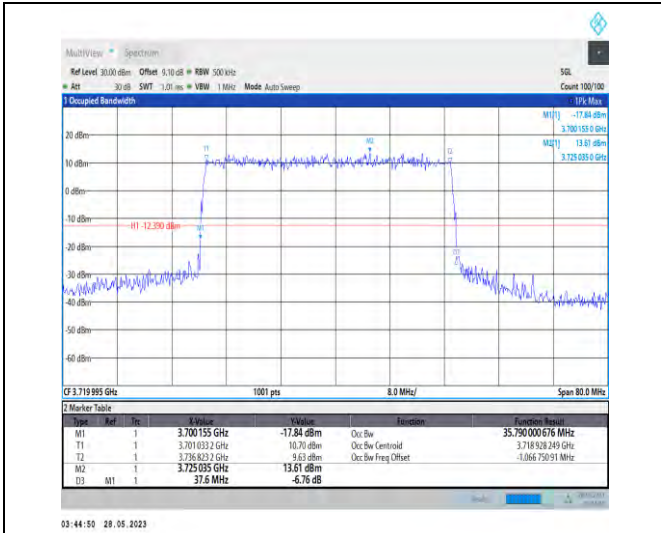 MultiView Spectrum
Ref Level 30.00 dBm Offset 9.10 dB RBW 500 kHz SGL
Att 30 dB SWT 1.01 ms VBW 1 MHz Mode Auto Sweep Count 100/100
1 Occupied Bandwidth 1Pk Max
M1[1] -17.84 dBm
3.700 155 0 GHz
M2[1] 13.61 dBm
3.725 035 0 GHz
20 dBm
M2
T1
T2
10 dBm
0 dBm
-10 dBm
H1 -12.390 dBm
M1
-20 dBm
D3
-30 dBm
-40 dBm
-50 dBm
-60 dBm
CF 3.719 995 GHz 1001 pts 8.0 MHz/ Span 80.0 MHz
2 Marker Table
Type Ref Trc X-Value Y-Value Function Function Result
M1 1 3.700155 GHz -17.84 dBm Occ Bw 35.790 000 676 MHz
T1 1 3.701 033 2 GHz 10.70 dBm Occ Bw Centroid 3.718 928 249 GHz
T2 1 3.736 823 2 GHz 9.63 dBm Occ Bw Freq Offset -1.066 750 91 MHz
M2 1 3.725035 GHz 13.61 dBm
D3 M1 1 37.6 MHz -6.76 dB
03:44:50 28.05.2023